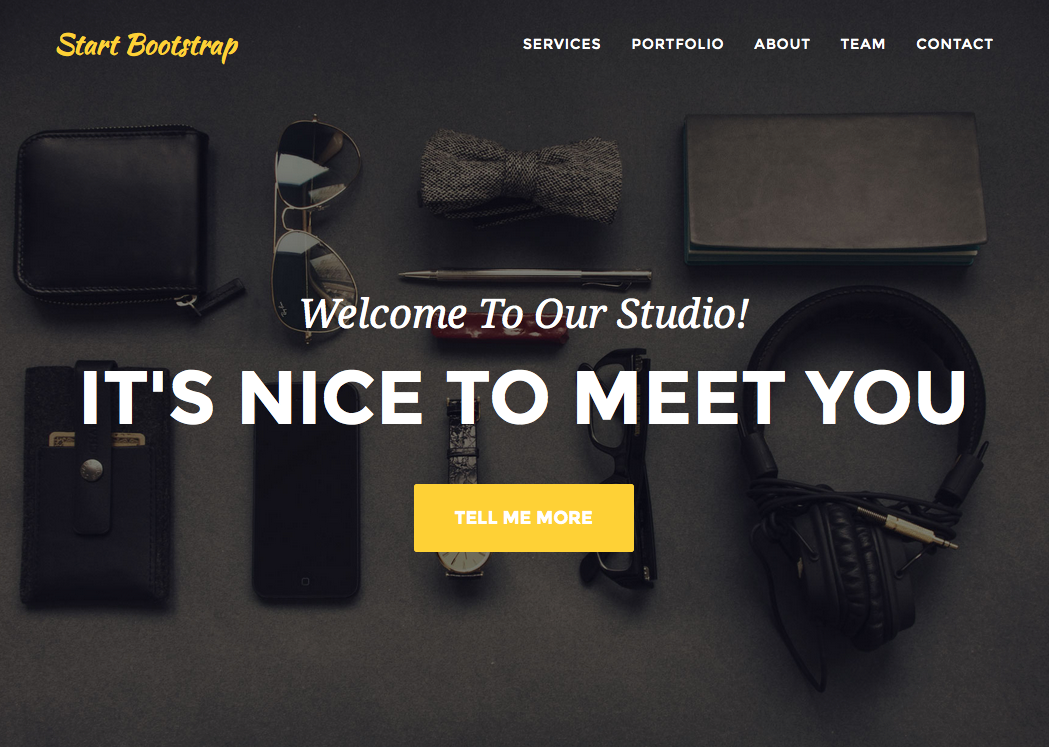 Start Bootstrap
SERVICES PORTFOLIO ABOUT TEAM CONTACT
Welcome To Our Studio!
IT'S NICE TO MEET YOU
TELL ME MORE